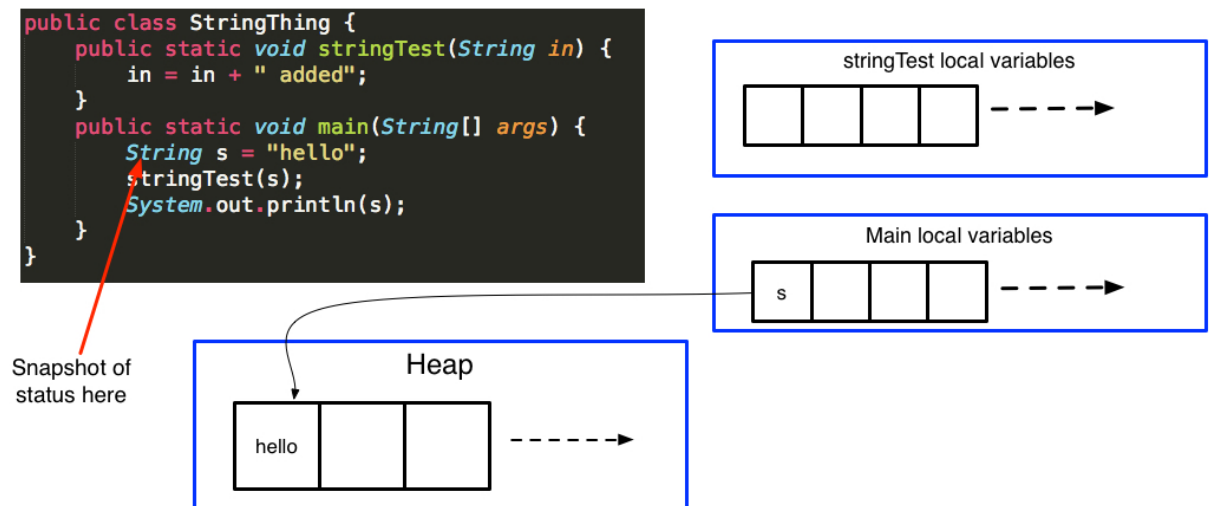 public class StringThing {
    public static void stringTest(String in) {
        in = in + " added";
    }
    public static void main(String[] args) {
        String s = "hello";
        stringTest(s);
        System.out.println(s);
    }
}
stringTest local variables
Main local variables
s
Snapshot of
status here
Heap
hello